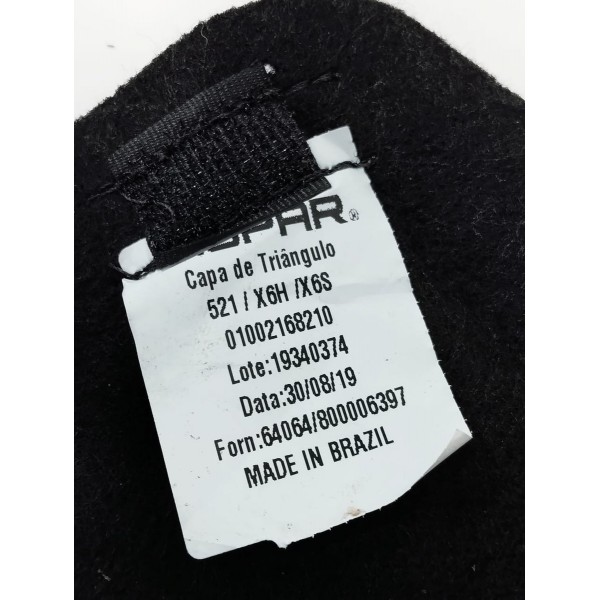 Capa de Triângulo
521 / X6H /X6S
01002168210
Lote:19340374
Data:30/08/19
Forn:64064/800006397
MADE IN BRAZIL